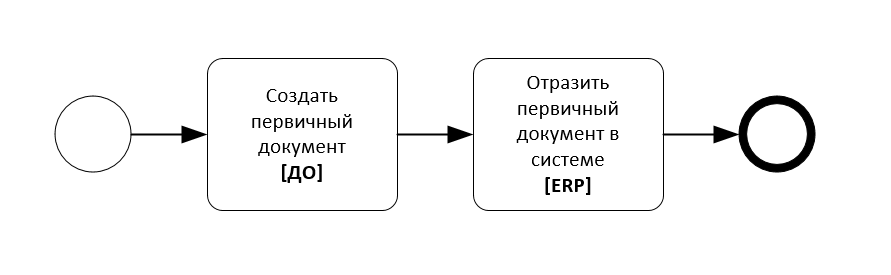 Создать
первичный
документ
[ДО]
Отразить
первичный
документ в
системе
[ERP]